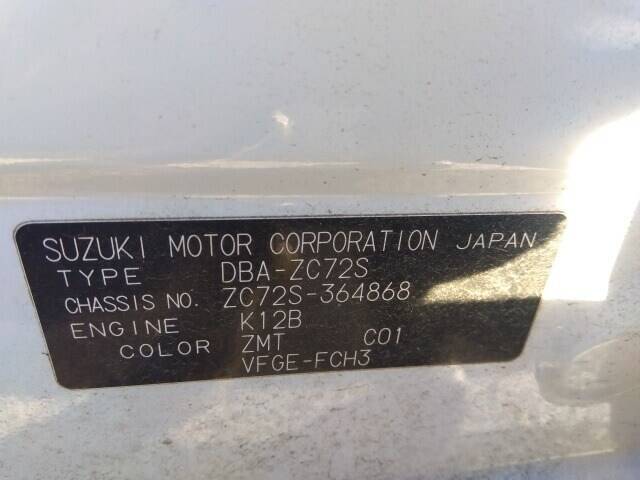 SUZUKI MOTOR CORPORATION JAPAN
TYPE DBA-ZC72S
CHASSIS NO. ZC72S-364868
ENGINE K12B
COLOR ZMT C01
VFGE-FCH3